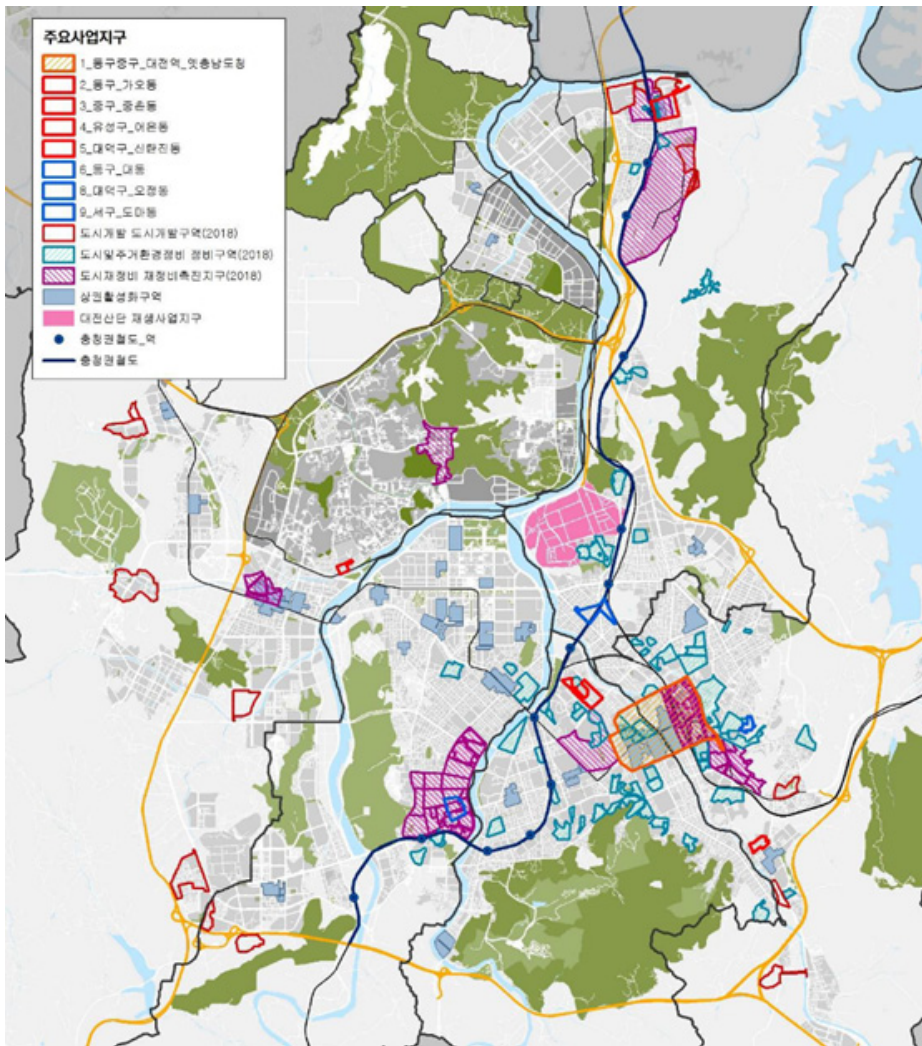 주요사업지구
1_동구중구_대전역_옛충남도청
2_동구_가오동
3_중구_중촌동
4_유성구_어은동
5_대덕구_신탄진동
6_동구_대동
8_대덕구_오정동
9_서구_도마동
도시개발 도시개발구역(2018)
도시및주거환경정비 정비구역(2018)
도시재정비 재정비촉진지구(2018)
상권활성화구역
대전산단 재생사업지구
충청권철도_역
충청권철도